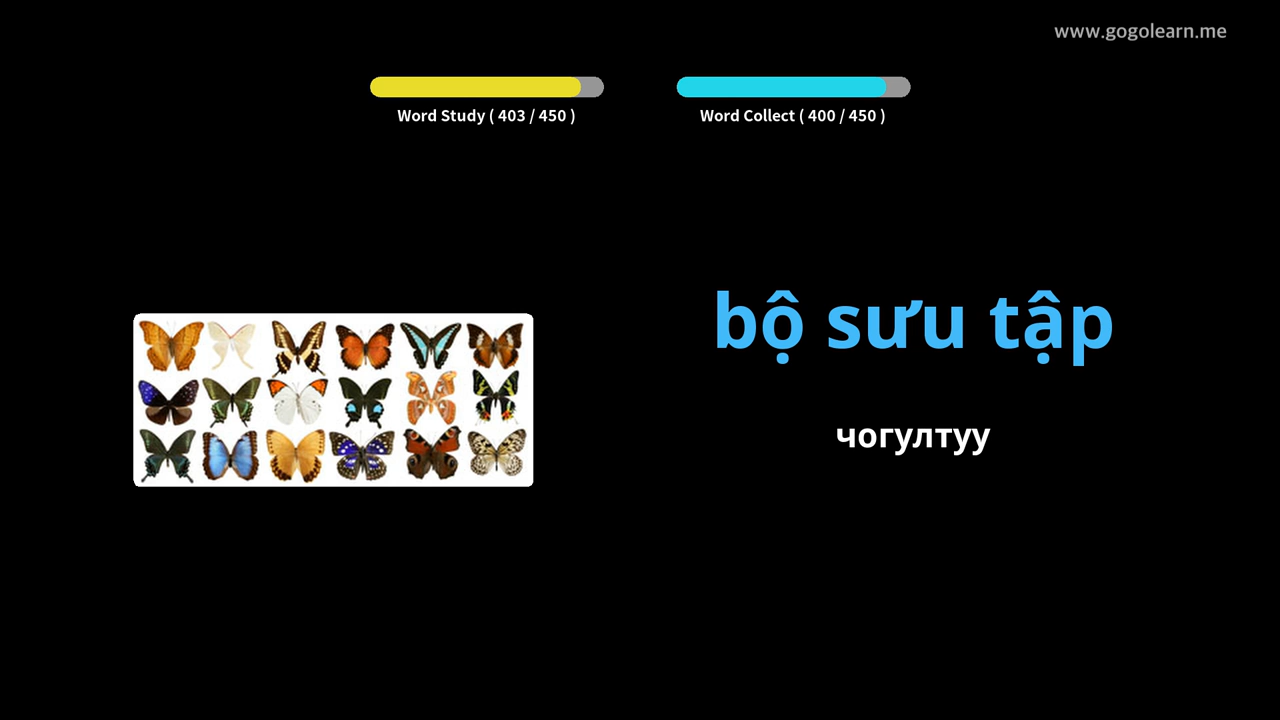 www.gogolearn.me
Word Study ( 403 / 450 )
Word Collect ( 400 / 450 )
bộ sưu tập
чогултуу